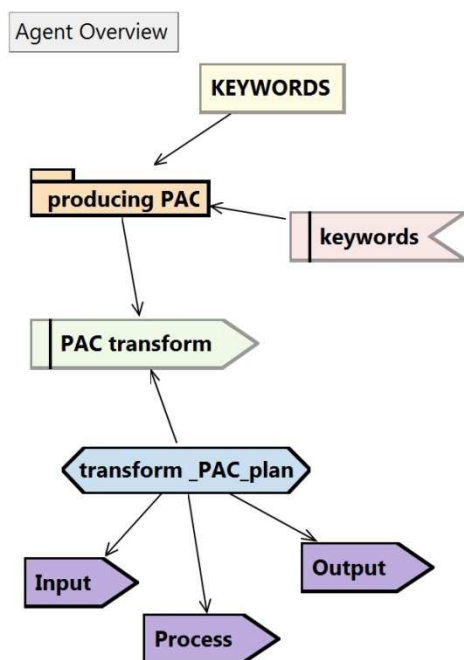 Agent Overview
KEYWORDS
producing PAC
keywords
PAC transform
transform _PAC_plan
Input
Output
Process